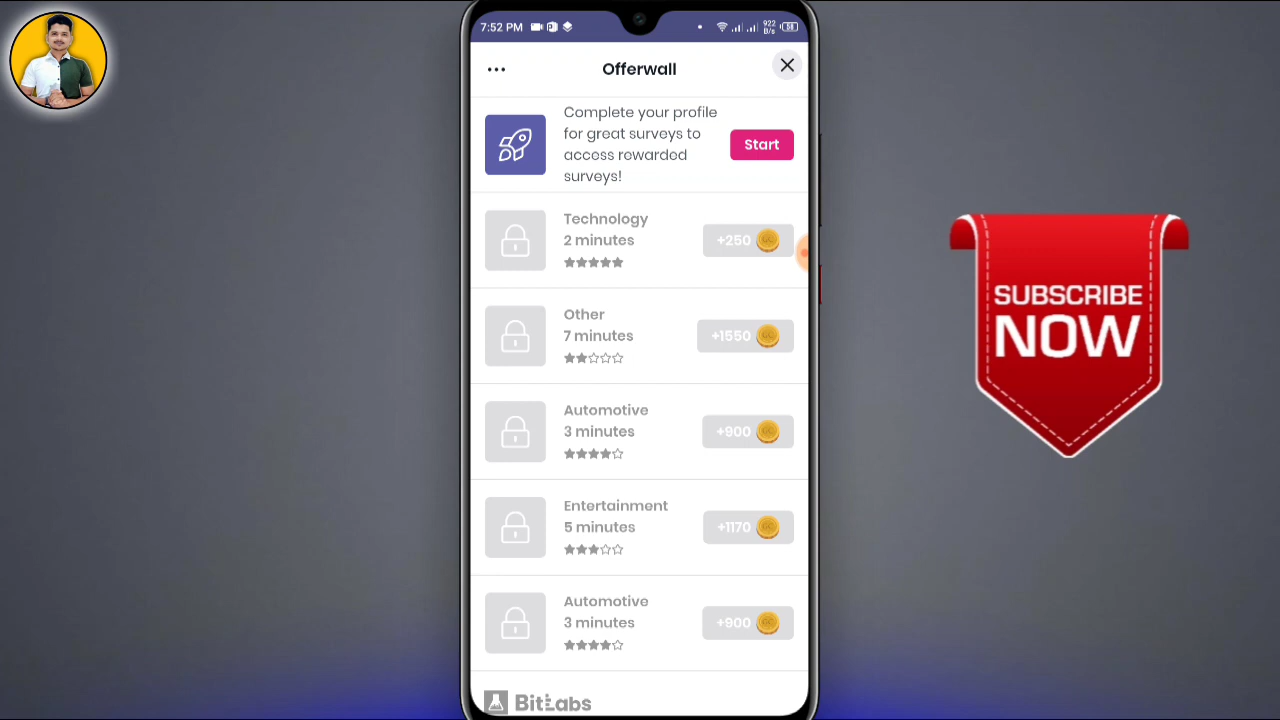 7:52 PM
922
B/s
58
Offerwall
Complete your profile
for great surveys to
access rewarded
surveys!
Start
Technology
2 minutes
+250
Other
7 minutes
+1550
Automotive
3 minutes
+900
Entertainment
5 minutes
+1170
Automotive
3 minutes
+900
BitLabs
SUBSCRIBE
NOW